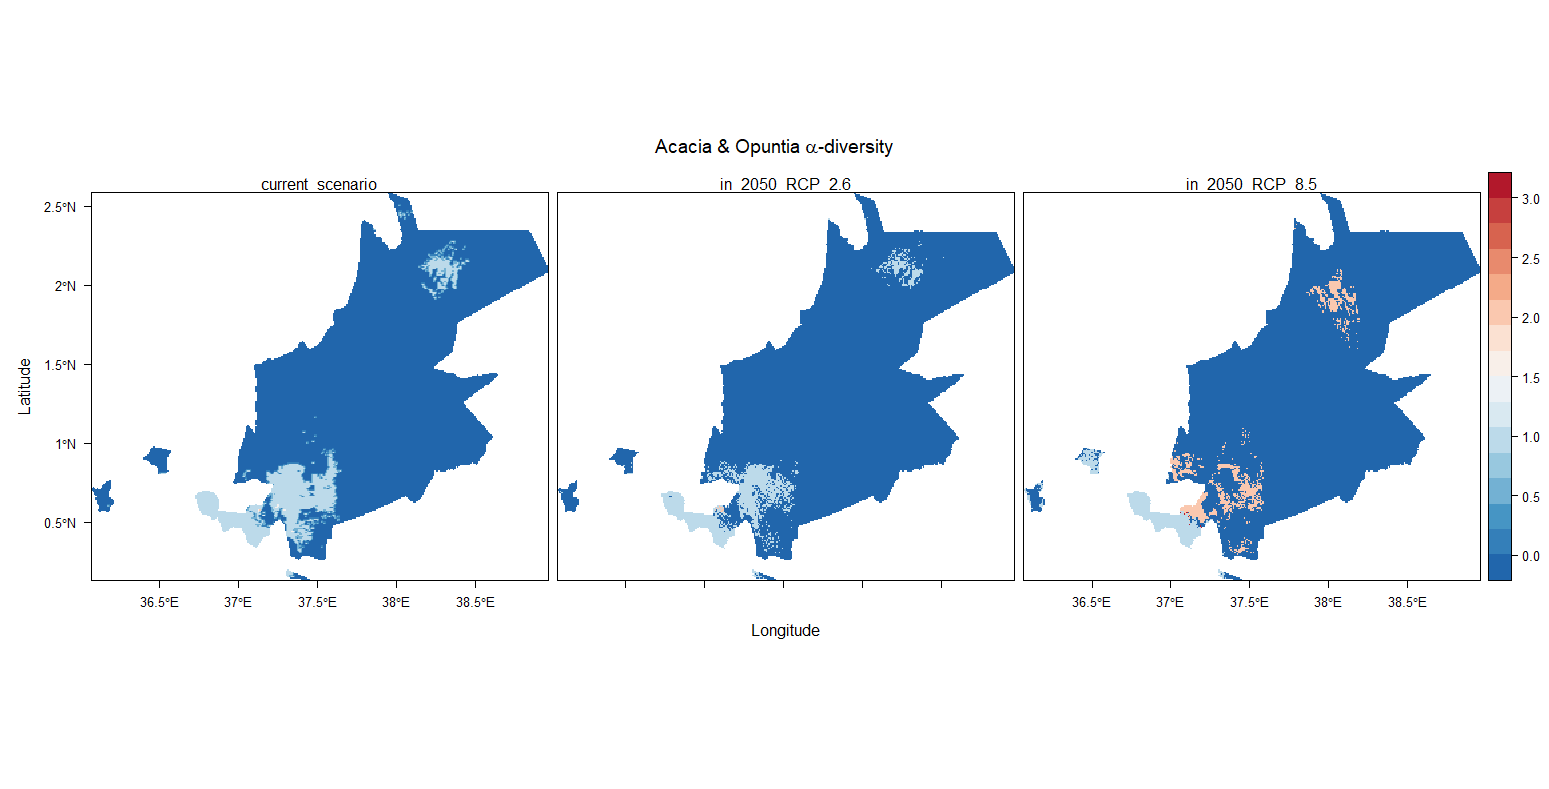 Acacia & Opuntia α-diversity
current_scenario
in_2050_RCP_2.6
in_2050_RCP_8.5
2.5°N
2°N
1.5°N
1°N
0.5°N
Latitude
36.5°E 37°E 37.5°E 38°E 38.5°E
36.5°E 37°E 37.5°E 38°E 38.5°E
Longitude
3.0
2.5
2.0
1.5
1.0
0.5
0.0